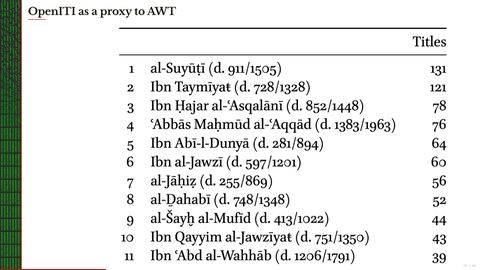 OpenITI as a proxy to AWT
Titles
1 al-Suyūṭī (d. 911/1505) 131
2 Ibn Taymīyaŧ (d. 728/1328) 121
3 Ibn Ḥajar al-ʿAsqalānī (d. 852/1448) 78
4 ʿAbbās Maḥmūd al-ʿAqqād (d. 1383/1963) 76
5 Ibn Abī-l-Dunyā (d. 281/894) 64
6 Ibn al-Jawzī (d. 597/1201) 60
7 al-Jāḥiẓ (d. 255/869) 56
8 al-Ḏahabī (d. 748/1348) 52
9 al-Šayḫ al-Mufīd (d. 413/1022) 44
10 Ibn Qayyim al-Jawzīyaŧ (d. 751/1350) 43
11 Ibn ʿAbd al-Wahhāb (d. 1206/1791) 39